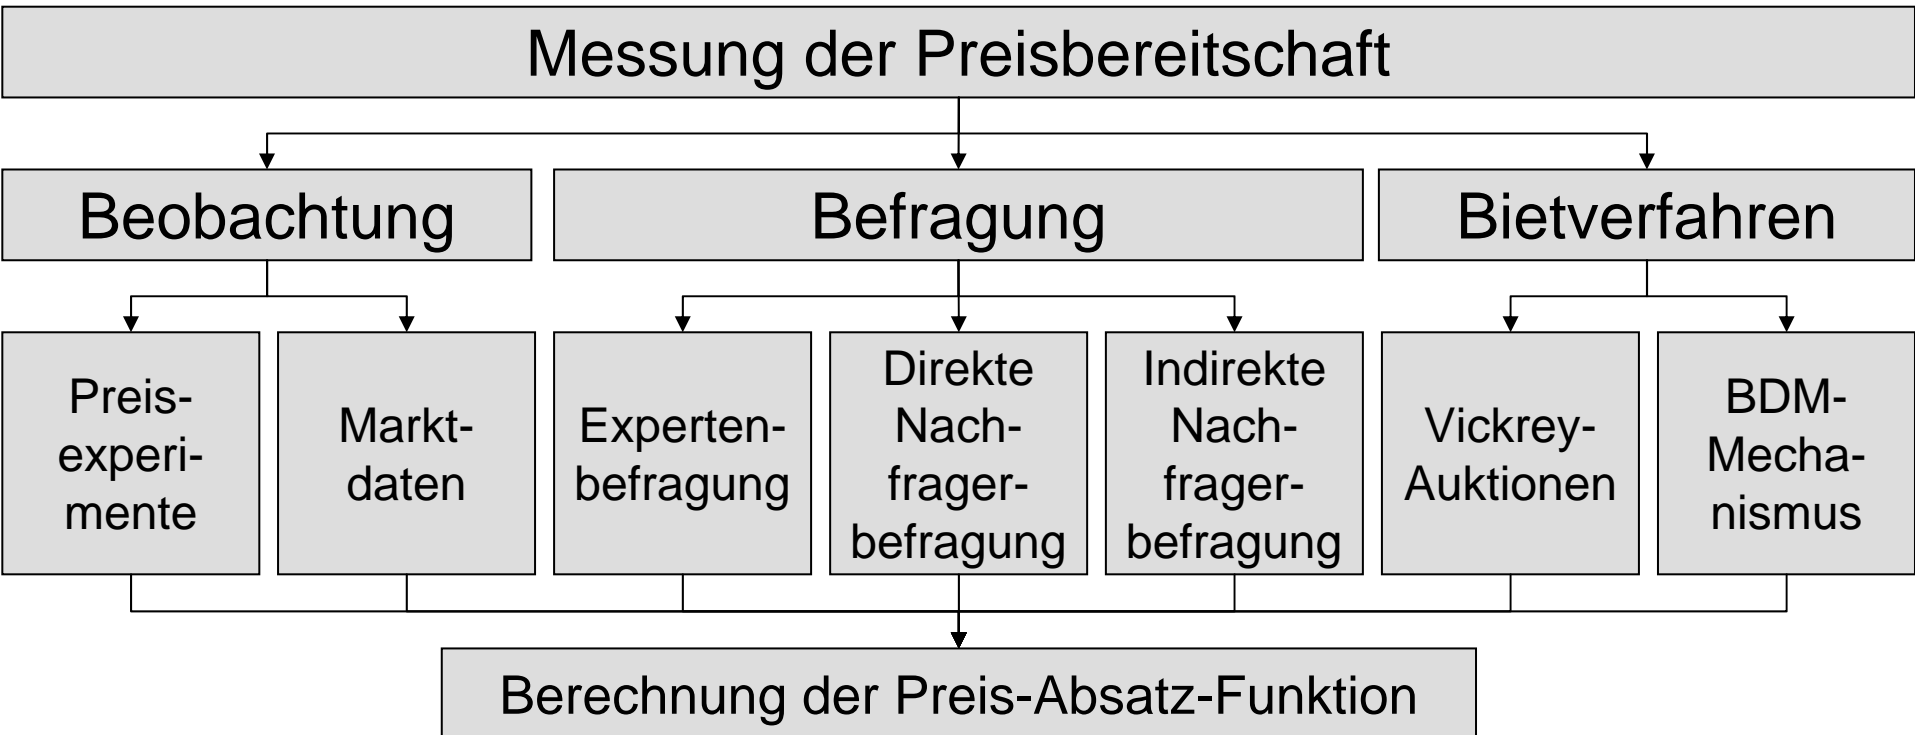 Messung der Preisbereitschaft
Beobachtung
Befragung
Bietverfahren
Preis-
experi-
mente
Markt-
daten
Experten-
befragung
Direkte
Nach-
frager-
befragung
Indirekte
Nach-
frager-
befragung
Vickrey-
Auktionen
BDM-
Mecha-
nismus
Berechnung der Preis-Absatz-Funktion